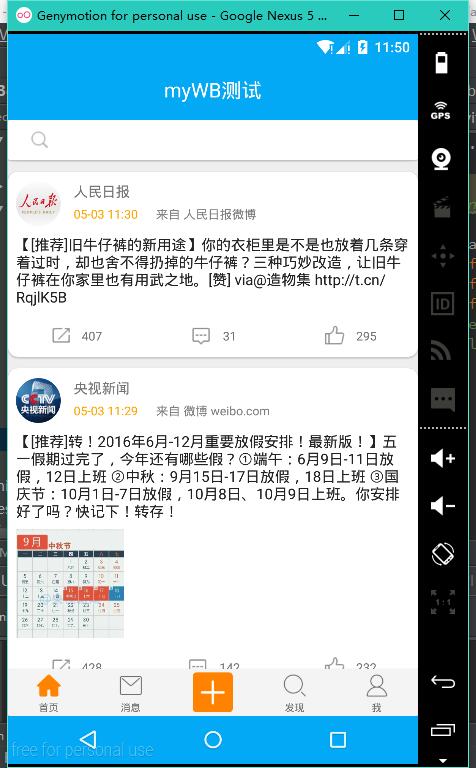 Genymotion for personal use - Google Nexus 5 ...
11:50
myWB测试
GPS
人民日报
人民日报
05-03 11:30 来自 人民日报微博
【[推荐]旧牛仔裤的新用途】你的衣柜里是不是也放着几条穿
着过时，却也舍不得扔掉的牛仔裤？三种巧妙改造，让旧牛
仔裤在你家里也有用武之地。[赞] via@造物集 http://t.cn/
RqjlK5B
407 31 295
ID
CCTV
央视新闻
央视新闻
05-03 11:29 来自 微博 weibo.com
【[推荐]转！2016年6月-12月重要放假安排！最新版！】五
一假期过完了，今年还有哪些假？①端午：6月9日-11日放
假，12日上班 ②中秋：9月15日-17日放假，18日上班 ③国
庆节：10月1日-7日放假，10月8日、10月9日上班。你安排
好了吗？快记下！转存！
9月 中秋节
1:1
428 142 232
首页 消息 发现 我
free for personal use